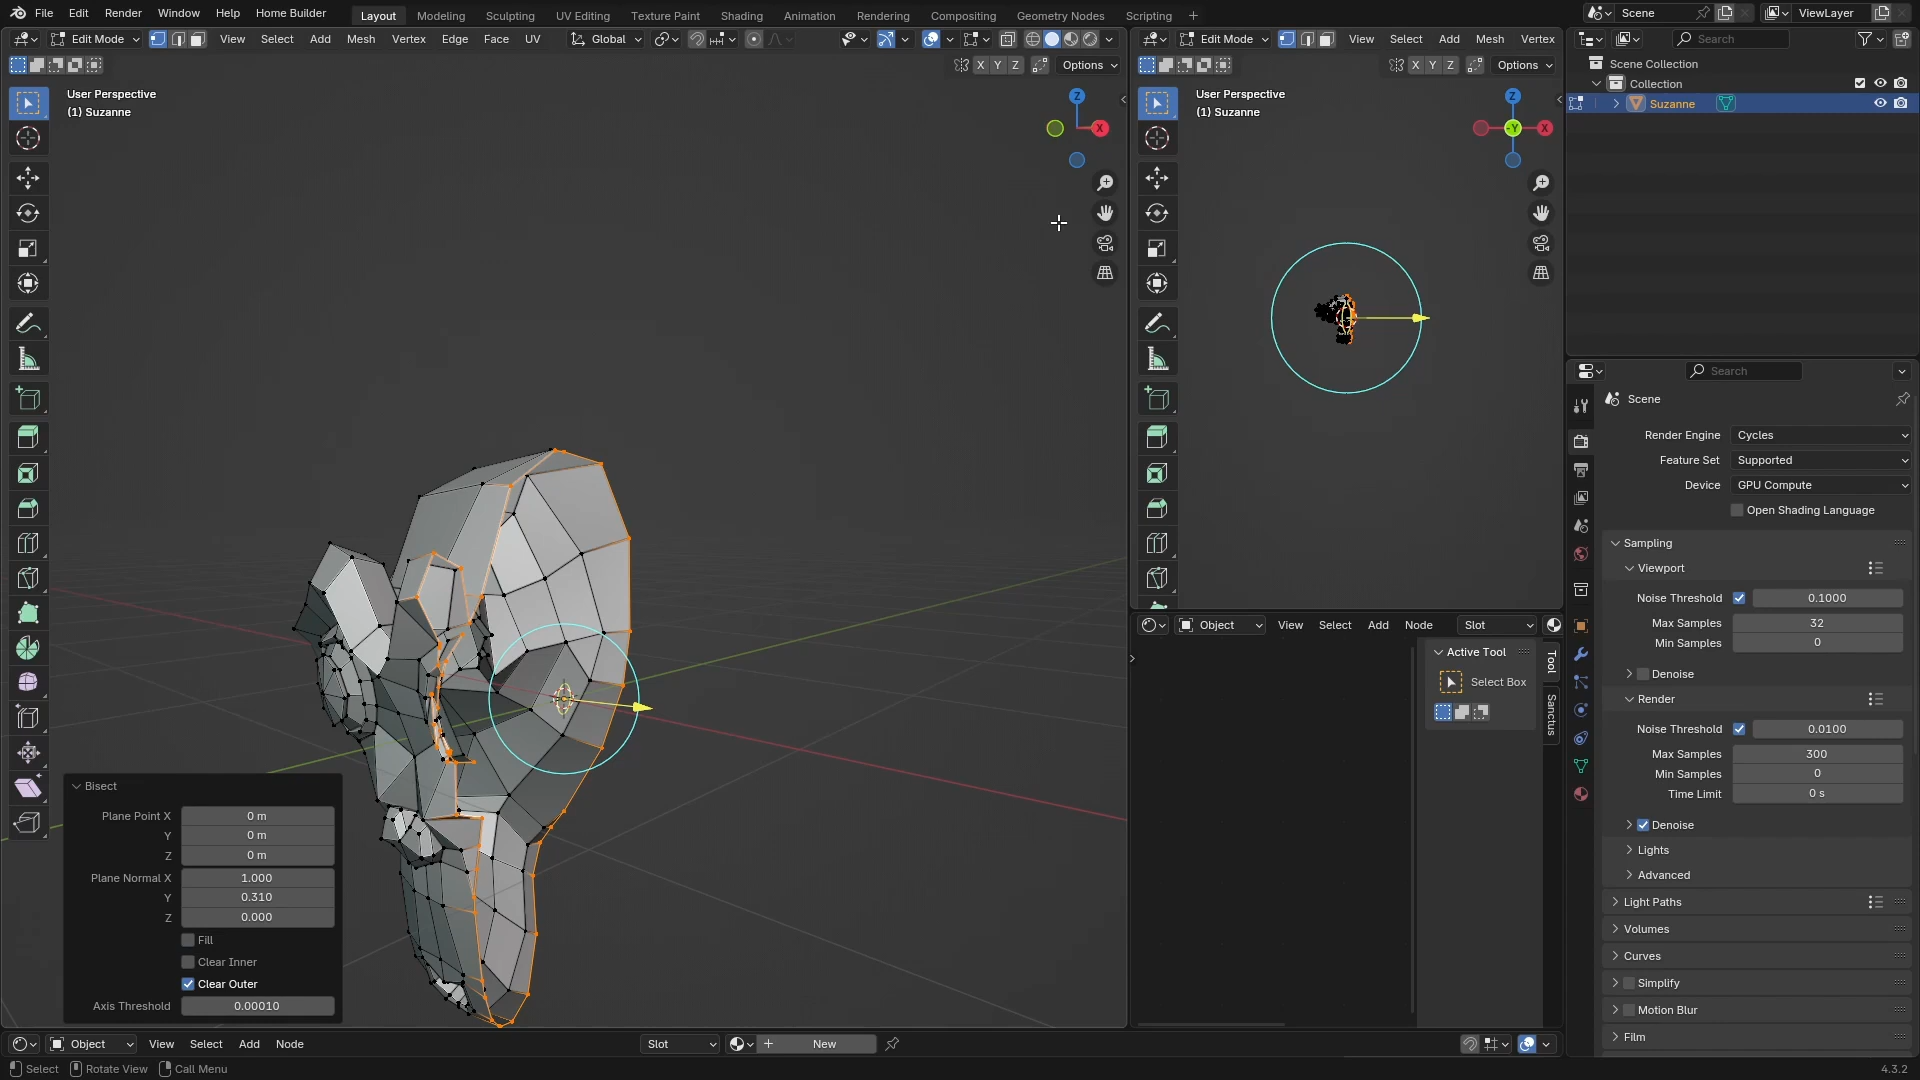 File Edit Render Window Help Home Builder Layout Modeling Sculpting UV Editing Texture Paint Shading Animation Rendering Compositing Geometry Nodes Scripting + Scene ViewLayer
Edit Mode View Select Add Mesh Vertex Edge Face UV Global
Edit Mode View Select Add Mesh Vertex
Search
X Y Z Options
X Y Z Options
User Perspective
(1) Suzanne
Z
X
User Perspective
(1) Suzanne
Z
-Y
X
Scene Collection
Collection
Suzanne
Search
Scene
Render Engine Cycles
Feature Set Supported
Device GPU Compute
Open Shading Language
Sampling
Viewport
Noise Threshold 0.1000
Max Samples 32
Min Samples 0
Denoise
Render
Noise Threshold 0.0100
Max Samples 300
Min Samples 0
Time Limit 0 s
Denoise
Lights
Advanced
Light Paths
Volumes
Curves
Simplify
Motion Blur
Film
Object View Select Add Node Slot
Active Tool
Select Box
Tool
Sanctus
Bisect
Plane Point X 0 m
Y 0 m
Z 0 m
Plane Normal X 1.000
Y 0.310
Z 0.000
Fill
Clear Inner
Clear Outer
Axis Threshold 0.00010
Object View Select Add Node Slot + New
Select Rotate View Call Menu 4.3.2